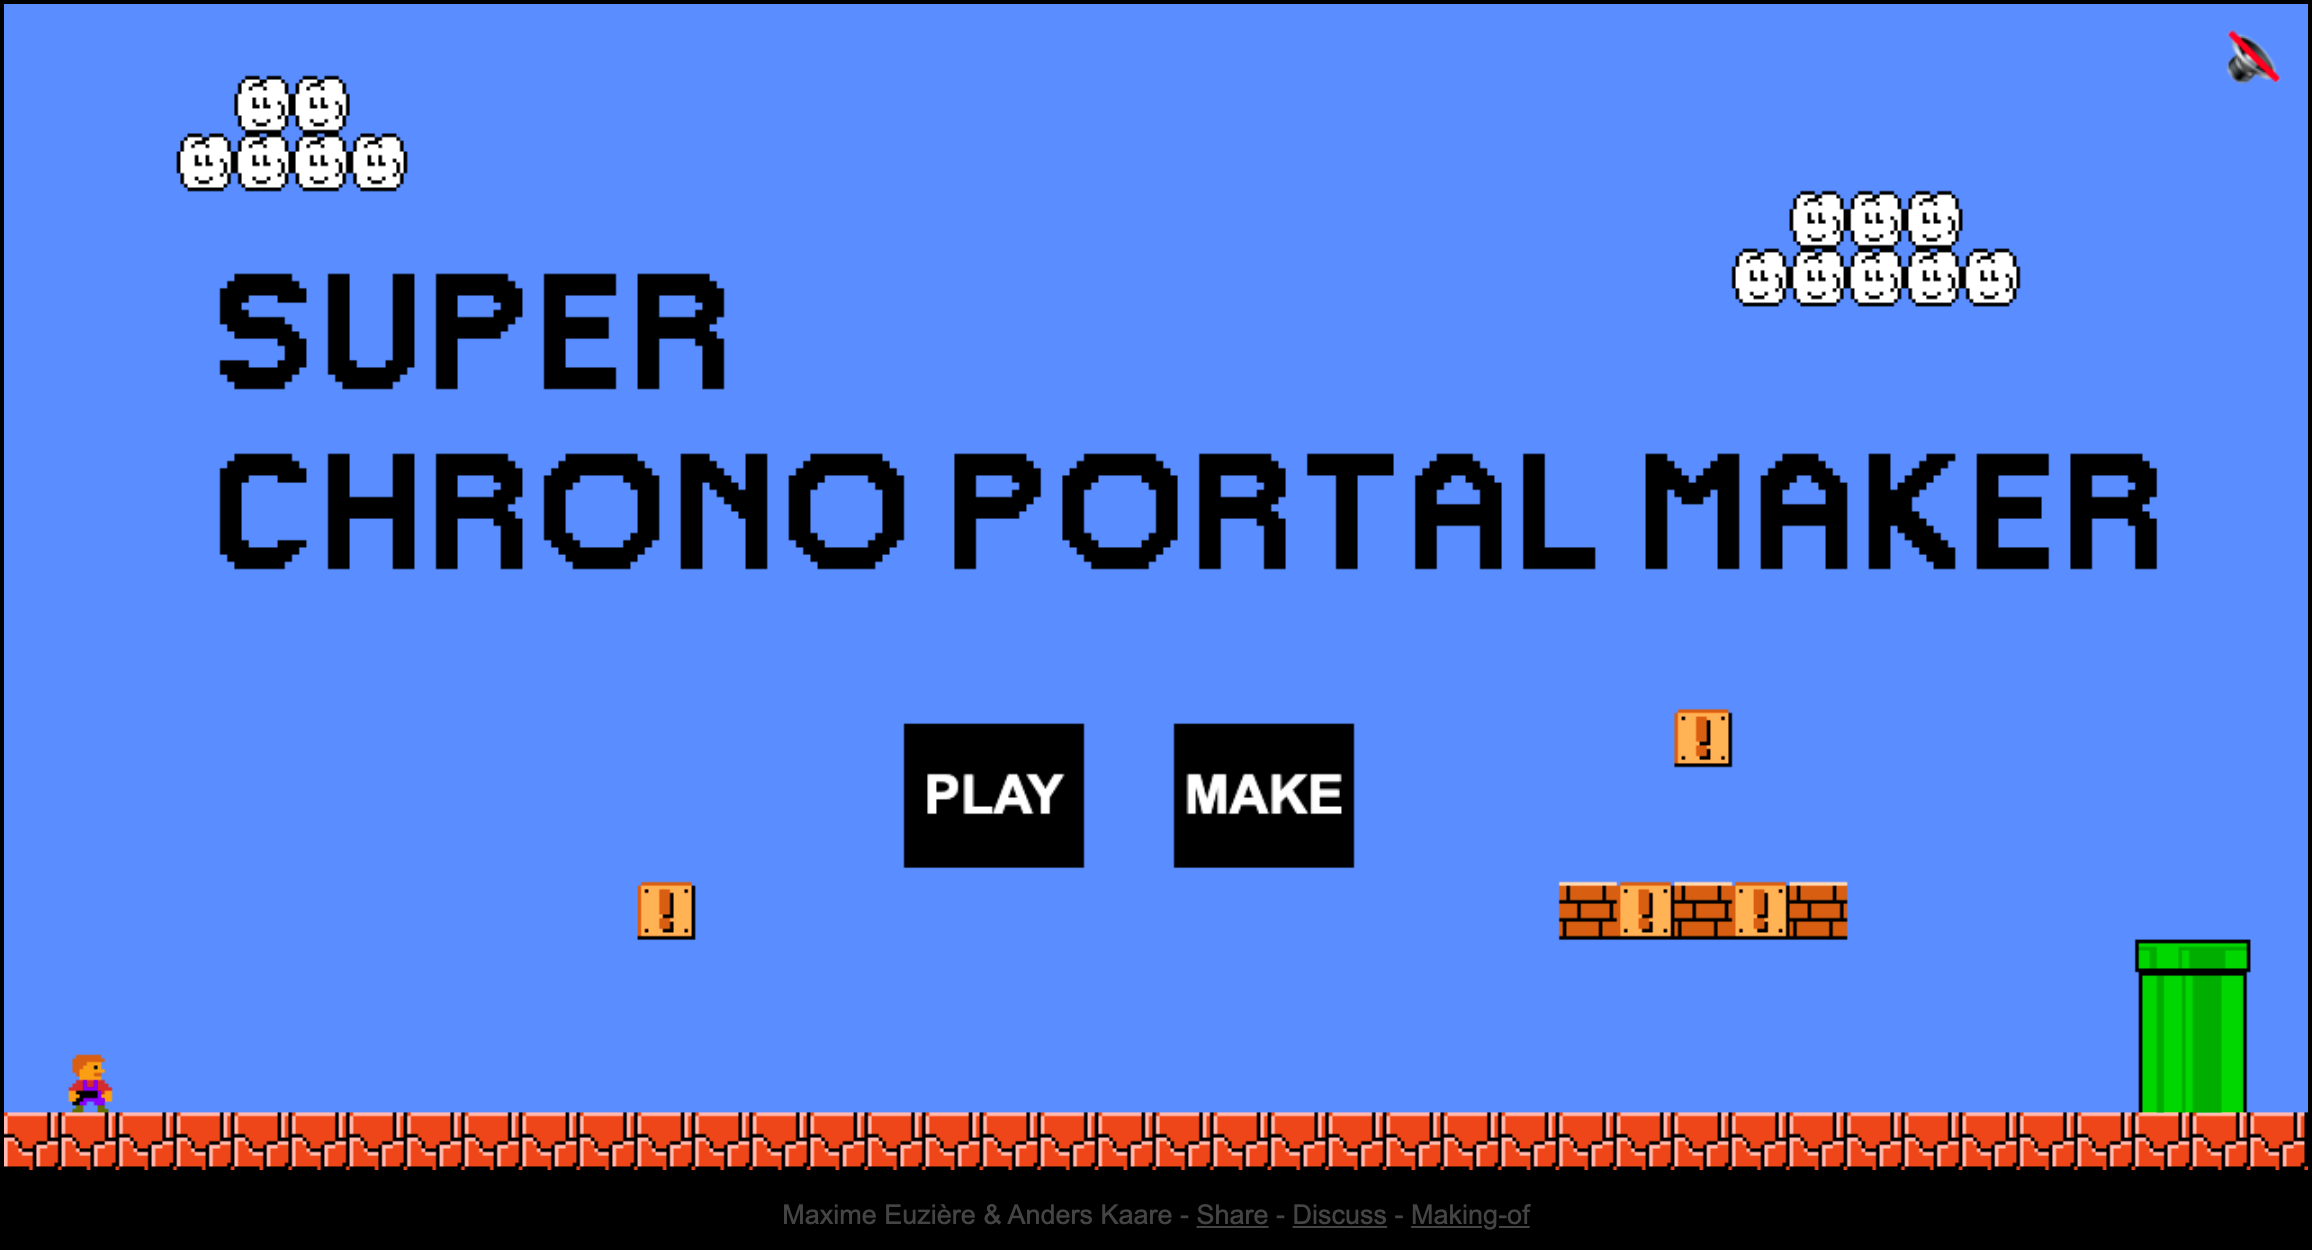 SUPER
CHRONO PORTAL MAKER
PLAY MAKE
!
! ! !
Maxime Euzière & Anders Kaare - Share - Discuss - Making-of